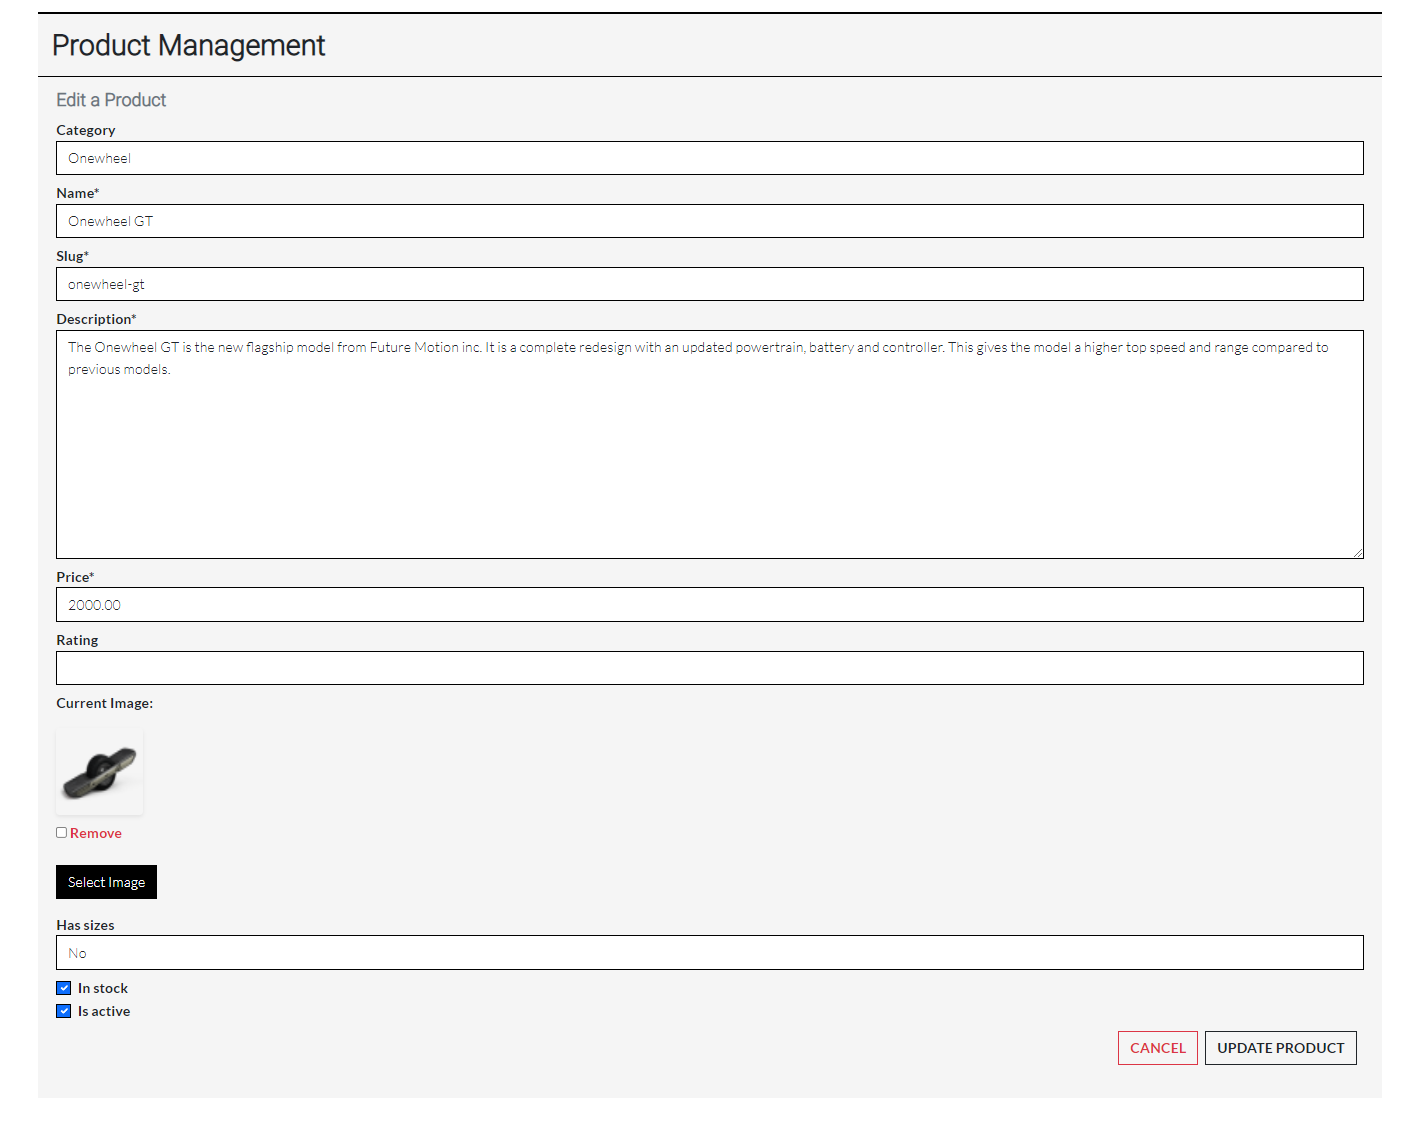 Product Management
Edit a Product
Category
Onewheel
Name*
Onewheel GT
Slug*
onewheel-gt
Description*
The Onewheel GT is the new flagship model from Future Motion inc. It is a complete redesign with an updated powertrain, battery and controller. This gives the model a higher top speed and range compared to
previous models.
Price*
2000.00
Rating
Current Image:
Remove
Select Image
Has sizes
No
In stock
Is active
CANCEL UPDATE PRODUCT